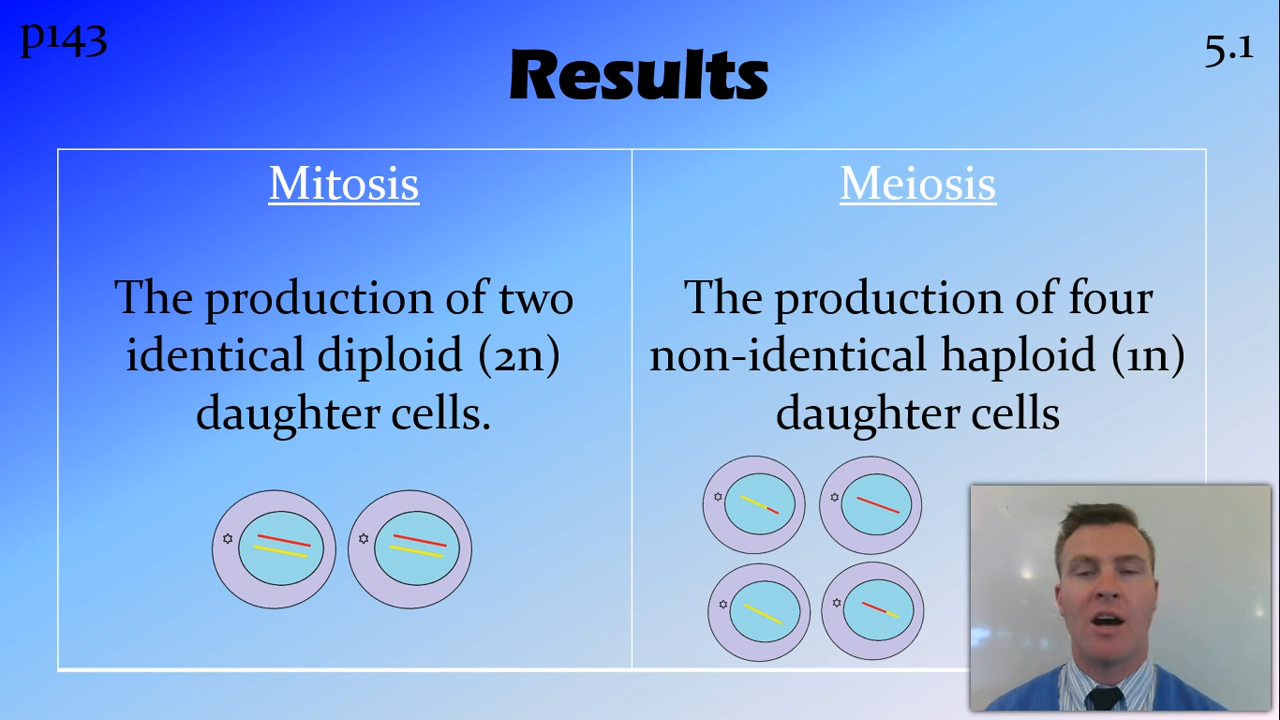 p143
5.1
Results
Mitosis
The production of two
identical diploid (2n)
daughter cells.
Meiosis
The production of four
non-identical haploid (1n)
daughter cells